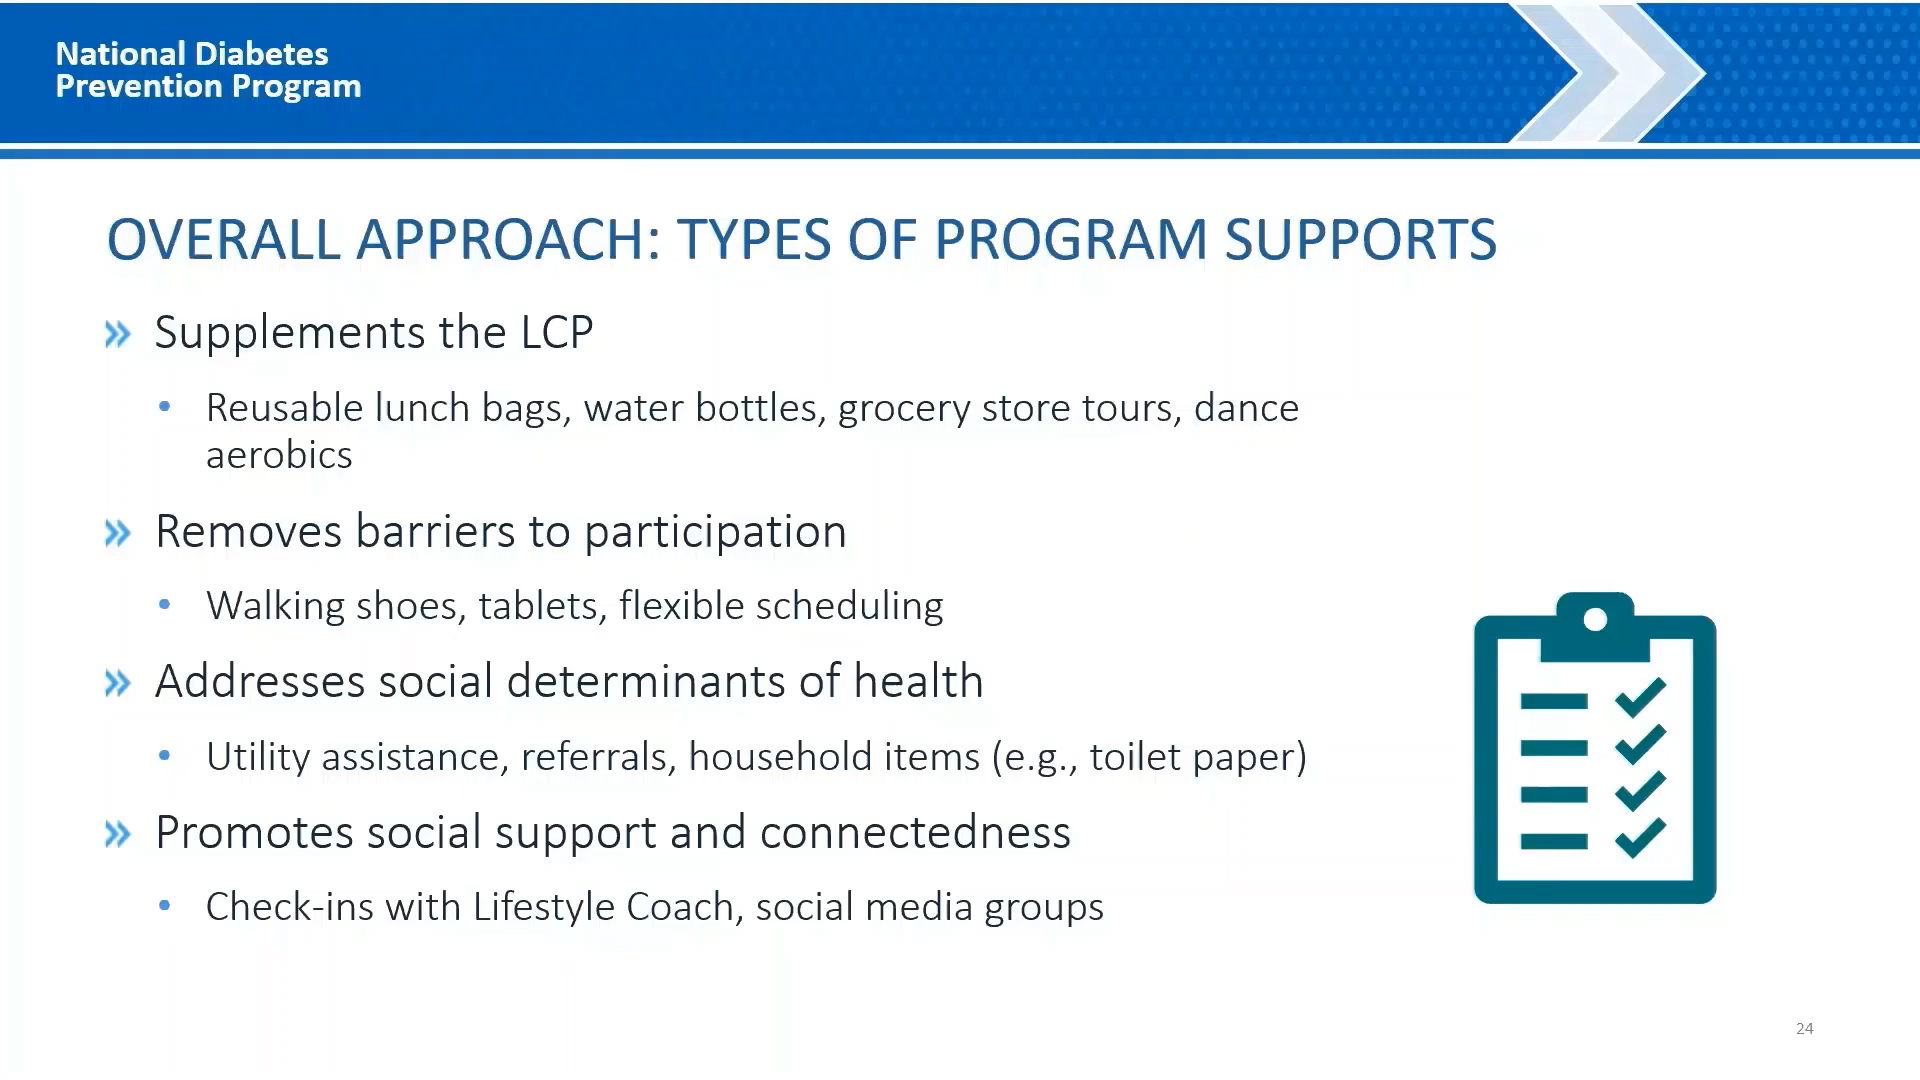 National Diabetes
Prevention Program
OVERALL APPROACH: TYPES OF PROGRAM SUPPORTS
» Supplements the LCP
• Reusable lunch bags, water bottles, grocery store tours, dance
aerobics
» Removes barriers to participation
• Walking shoes, tablets, flexible scheduling
» Addresses social determinants of health
• Utility assistance, referrals, household items (e.g., toilet paper)
» Promotes social support and connectedness
• Check-ins with Lifestyle Coach, social media groups
24